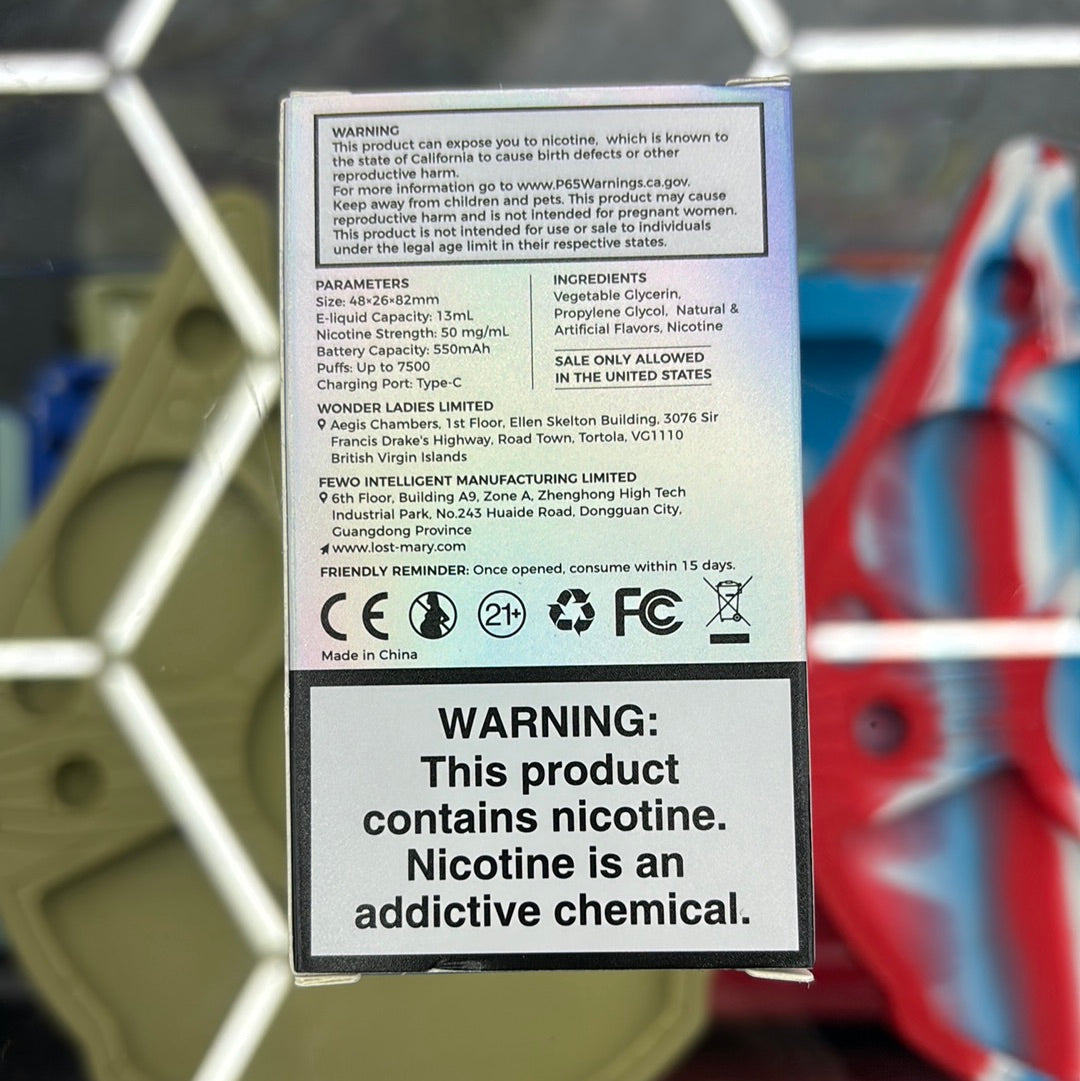 WARNING
This product can expose you to nicotine, which is known to
the state of California to cause birth defects or other
reproductive harm.
For more information go to www.P65Warnings.ca.gov.
Keep away from children and pets. This product may cause
reproductive harm and is not intended for pregnant women.
This product is not intended for use or sale to individuals
under the legal age limit in their respective states.
PARAMETERS
Size: 48×26×82mm
E-liquid Capacity: 13mL
Nicotine Strength: 50 mg/mL
Battery Capacity: 550mAh
Puffs: Up to 7500
Charging Port: Type-C
INGREDIENTS
Vegetable Glycerin,
Propylene Glycol, Natural &
Artificial Flavors, Nicotine
SALE ONLY ALLOWED
IN THE UNITED STATES
WONDER LADIES LIMITED
Aegis Chambers, 1st Floor, Ellen Skelton Building, 3076 Sir
Francis Drake's Highway, Road Town, Tortola, VG1110
British Virgin Islands
FEWO INTELLIGENT MANUFACTURING LIMITED
6th Floor, Building A9, Zone A, Zhenghong High Tech
Industrial Park, No.243 Huaide Road, Dongguan City,
Guangdong Province
www.lost-mary.com
FRIENDLY REMINDER: Once opened, consume within 15 days.
CE 21+ FC
Made in China
WARNING:
This product
contains nicotine.
Nicotine is an
addictive chemical.